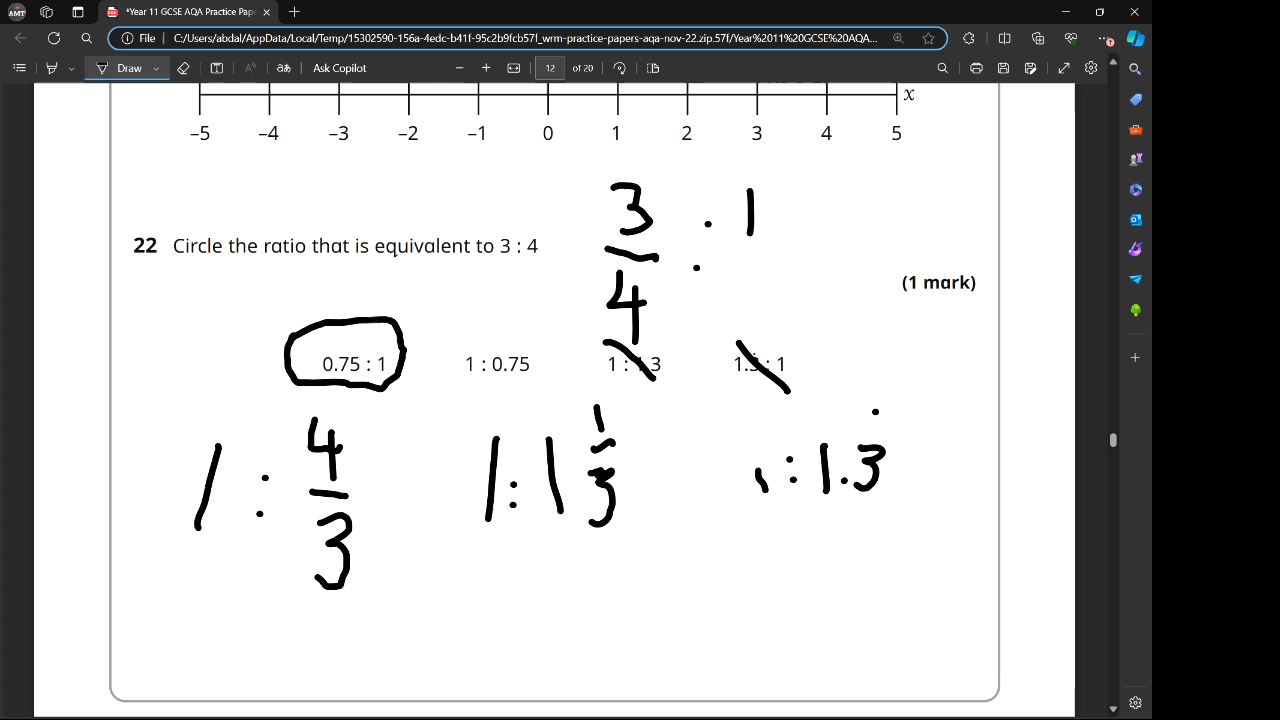 AMT
*Year 11 GCSE AQA Practice Pape
File
C:/Users/abdal/AppData/Local/Temp/15302590-156a-4edc-b41f-95c2b9fcb57f_wrm-practice-papers-aqa-nov-22.zip.57f/Year%2011%20GCSE%20AQA...
Draw
Ask Copilot
12 of 20
x
–5 –4 –3 –2 –1 0 1 2 3 4 5
3/4 : 1
22 Circle the ratio that is equivalent to 3 : 4
(1 mark)
0.75 : 1 1 : 0.75 1 : 1.3 1.3 : 1
1 : 4/3 1 : 1 1/3 1 : 1.3̇